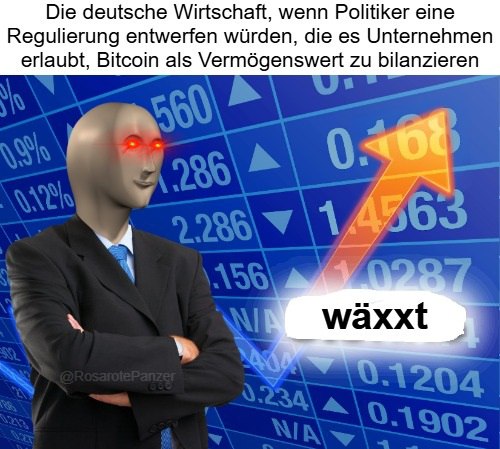 Die deutsche Wirtschaft, wenn Politiker eine
Regulierung entwerfen würden, die es Unternehmen
erlaubt, Bitcoin als Vermögenswert zu bilanzieren
560
0.168
0.9%
.286
0.12%
2.286
1.4563
.156
1.0287
N/A
wäxxt
@RosarotePanzer
0.1204
0.234
0.1902
N/A